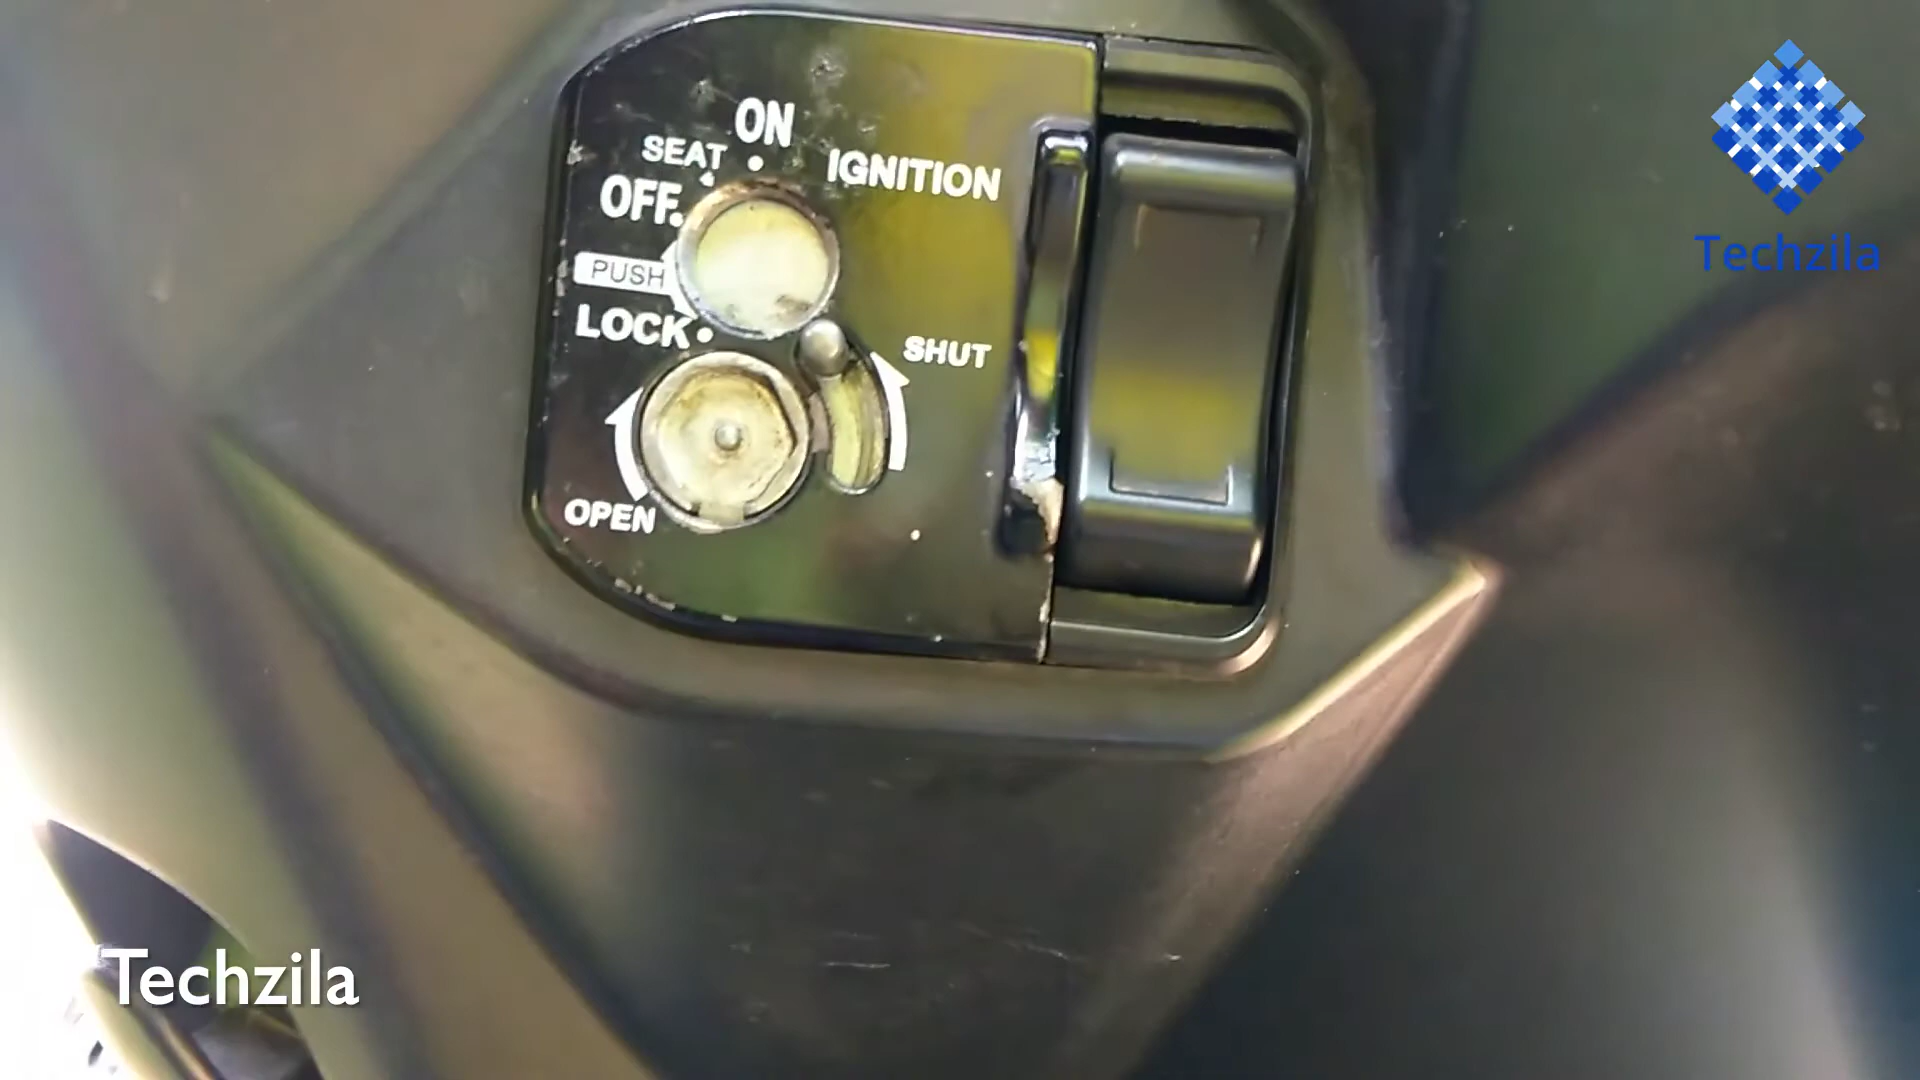 ON
SEAT
IGNITION
OFF
PUSH
LOCK
SHUT
OPEN
Techzila
Techzila